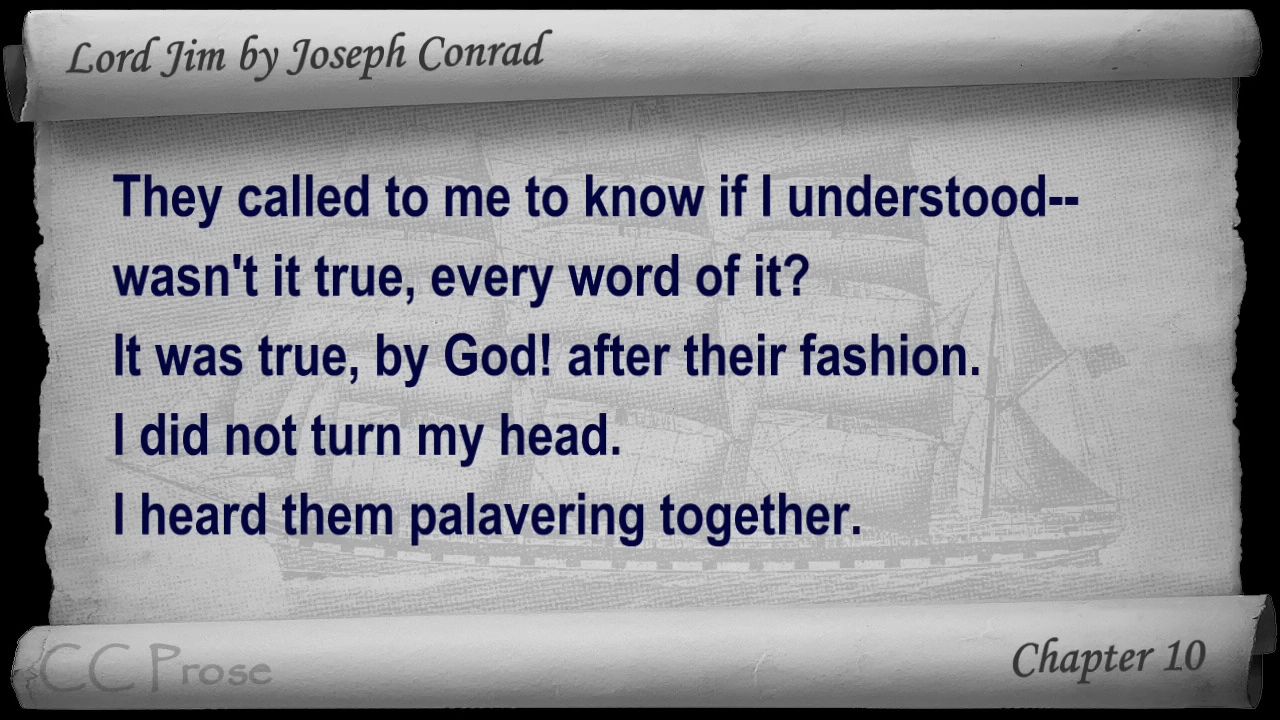 Lord Jim by Joseph Conrad
They called to me to know if I understood--
wasn't it true, every word of it?
It was true, by God! after their fashion.
I did not turn my head.
I heard them palavering together.
CC Prose
Chapter 10